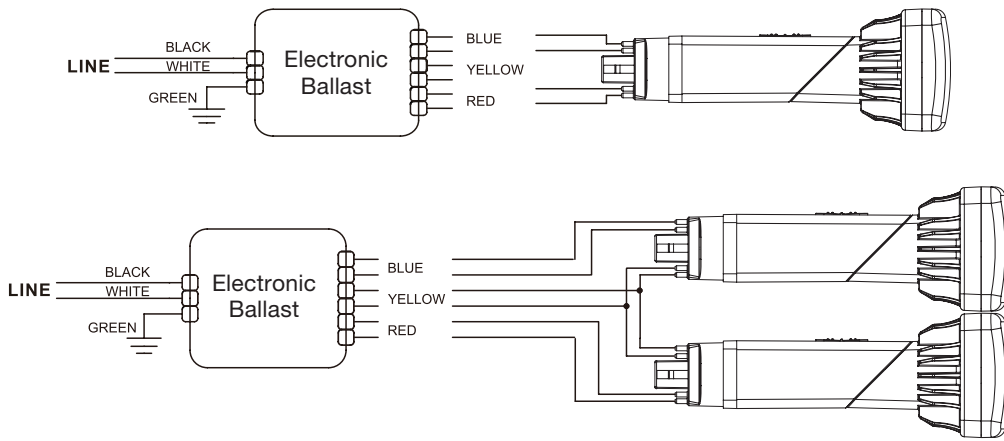 BLACK
LINE
WHITE
GREEN
Electronic
Ballast
BLUE
YELLOW
RED
BLACK
LINE
WHITE
GREEN
Electronic
Ballast
BLUE
YELLOW
RED